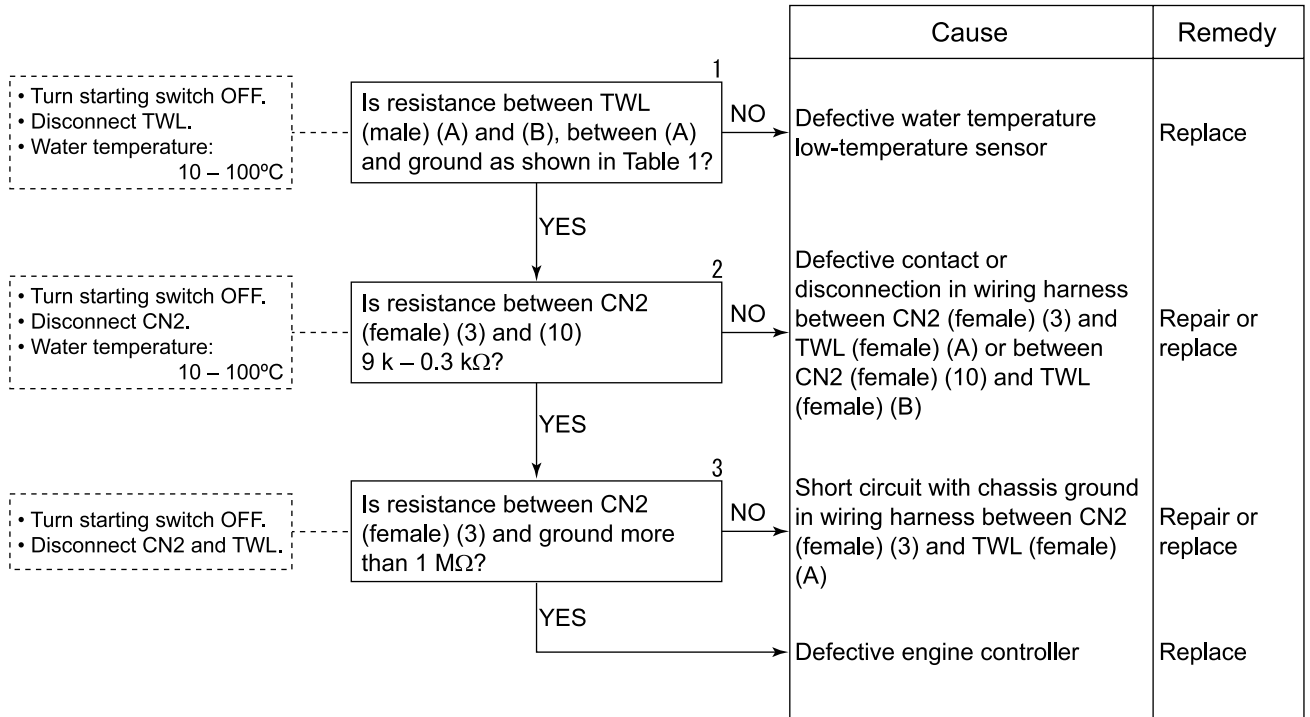 Cause
Remedy
• Turn starting switch OFF.
• Disconnect TWL.
• Water temperature:
10 – 100ºC
1
Is resistance between TWL
(male) (A) and (B), between (A)
and ground as shown in Table 1?
NO
Defective water temperature
low-temperature sensor
Replace
YES
• Turn starting switch OFF.
• Disconnect CN2.
• Water temperature:
10 – 100ºC
2
Is resistance between CN2
(female) (3) and (10)
9 k – 0.3 kΩ?
NO
Defective contact or
disconnection in wiring harness
between CN2 (female) (3) and
TWL (female) (A) or between
CN2 (female) (10) and TWL
(female) (B)
Repair or
replace
YES
• Turn starting switch OFF.
• Disconnect CN2 and TWL.
3
Is resistance between CN2
(female) (3) and ground more
than 1 MΩ?
NO
Short circuit with chassis ground
in wiring harness between CN2
(female) (3) and TWL (female)
(A)
Repair or
replace
YES
Defective engine controller
Replace